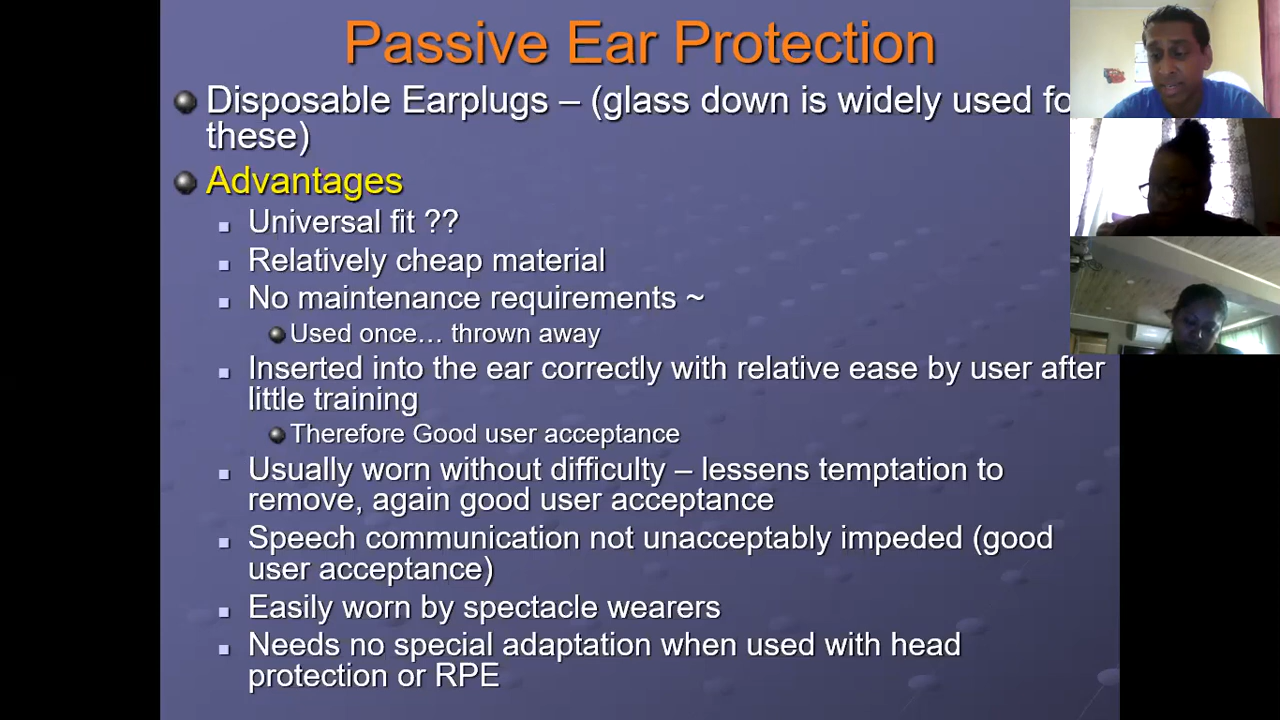 Passive Ear Protection
Disposable Earplugs – (glass down is widely used fo
these)
Advantages
Universal fit ??
Relatively cheap material
No maintenance requirements ~
Used once… thrown away
Inserted into the ear correctly with relative ease by user after
little training
Therefore Good user acceptance
Usually worn without difficulty – lessens temptation to
remove, again good user acceptance
Speech communication not unacceptably impeded (good
user acceptance)
Easily worn by spectacle wearers
Needs no special adaptation when used with head
protection or RPE